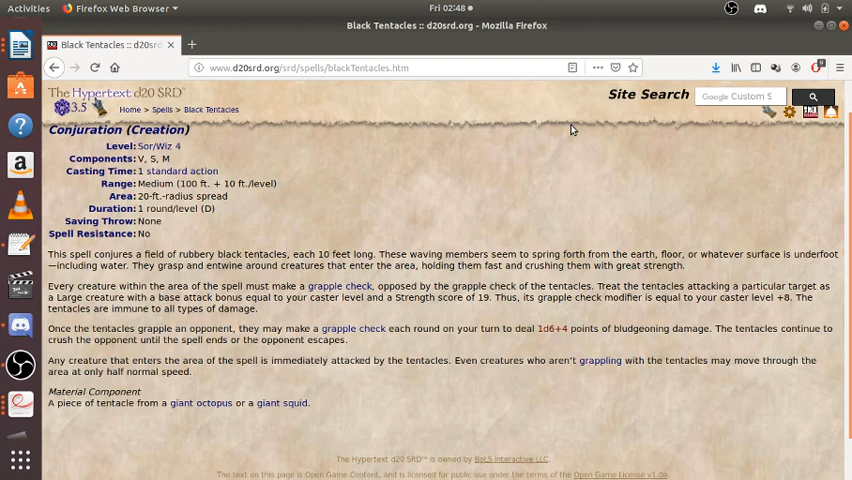 Activities Firefox Web Browser Fri 02:48
Black Tentacles :: d20srd.org - Mozilla Firefox
Black Tentacles :: d20srd
www.d20srd.org/srd/spells/blackTentacles.htm
9
The Hypertext d20 SRD™
3.5
Home > Spells > Black Tentacles
Site Search
Google Custom S
Conjuration (Creation)
Level: Sor/Wiz 4
Components: V, S, M
Casting Time: 1 standard action
Range: Medium (100 ft. + 10 ft./level)
Area: 20-ft.-radius spread
Duration: 1 round/level (D)
Saving Throw: None
Spell Resistance: No
This spell conjures a field of rubbery black tentacles, each 10 feet long. These waving members seem to spring forth from the earth, floor, or whatever surface is underfoot
—including water. They grasp and entwine around creatures that enter the area, holding them fast and crushing them with great strength.
Every creature within the area of the spell must make a grapple check, opposed by the grapple check of the tentacles. Treat the tentacles attacking a particular target as
a Large creature with a base attack bonus equal to your caster level and a Strength score of 19. Thus, its grapple check modifier is equal to your caster level +8. The
tentacles are immune to all types of damage.
Once the tentacles grapple an opponent, they may make a grapple check each round on your turn to deal 1d6+4 points of bludgeoning damage. The tentacles continue to
crush the opponent until the spell ends or the opponent escapes.
Any creature that enters the area of the spell is immediately attacked by the tentacles. Even creatures who aren't grappling with the tentacles may move through the
area at only half normal speed.
Material Component
A piece of tentacle from a giant octopus or a giant squid.
The Hypertext d20 SRD™ is owned by BoLS Interactive LLC.
The text on this page is Open Game Content, and is licensed for public use under the terms of the Open Game License v1.0a.